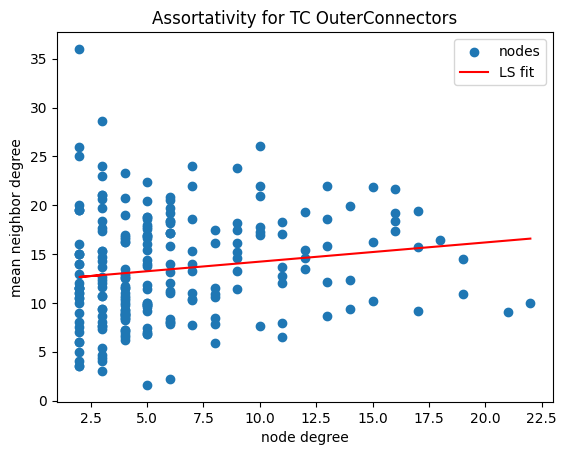 Assortativity for TC OuterConnectors
nodes
LS fit
mean neighbor degree
35
30
25
20
15
10
5
0
2.5 5.0 7.5 10.0 12.5 15.0 17.5 20.0 22.5
node degree